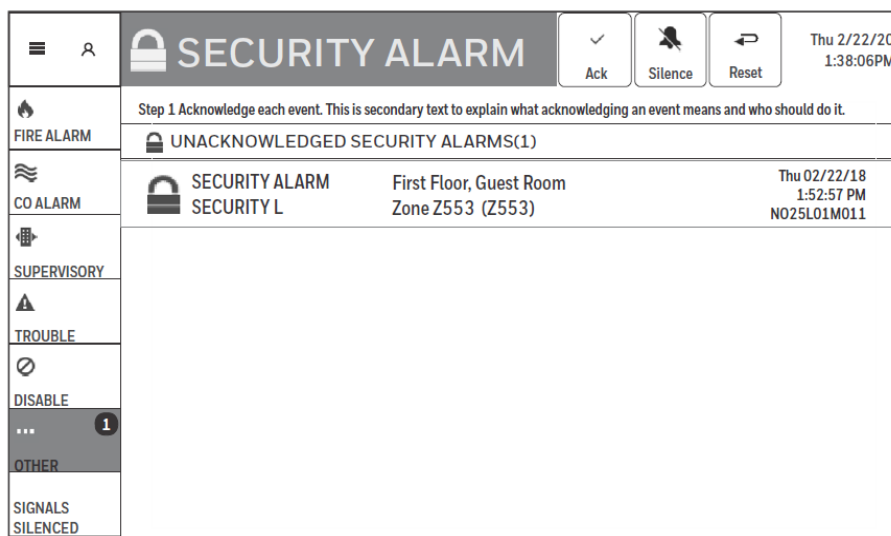 SECURITY ALARM
Ack
Silence
Reset
Thu 2/22/20
1:38:06PM
FIRE ALARM
CO ALARM
SUPERVISORY
TROUBLE
DISABLE
1
OTHER
SIGNALS
SILENCED
Step 1 Acknowledge each event. This is secondary text to explain what acknowledging an event means and who should do it.
UNACKNOWLEDGED SECURITY ALARMS(1)
SECURITY ALARM
SECURITY L
First Floor, Guest Room
Zone Z553 (Z553)
Thu 02/22/18
1:52:57 PM
NO25L01M011